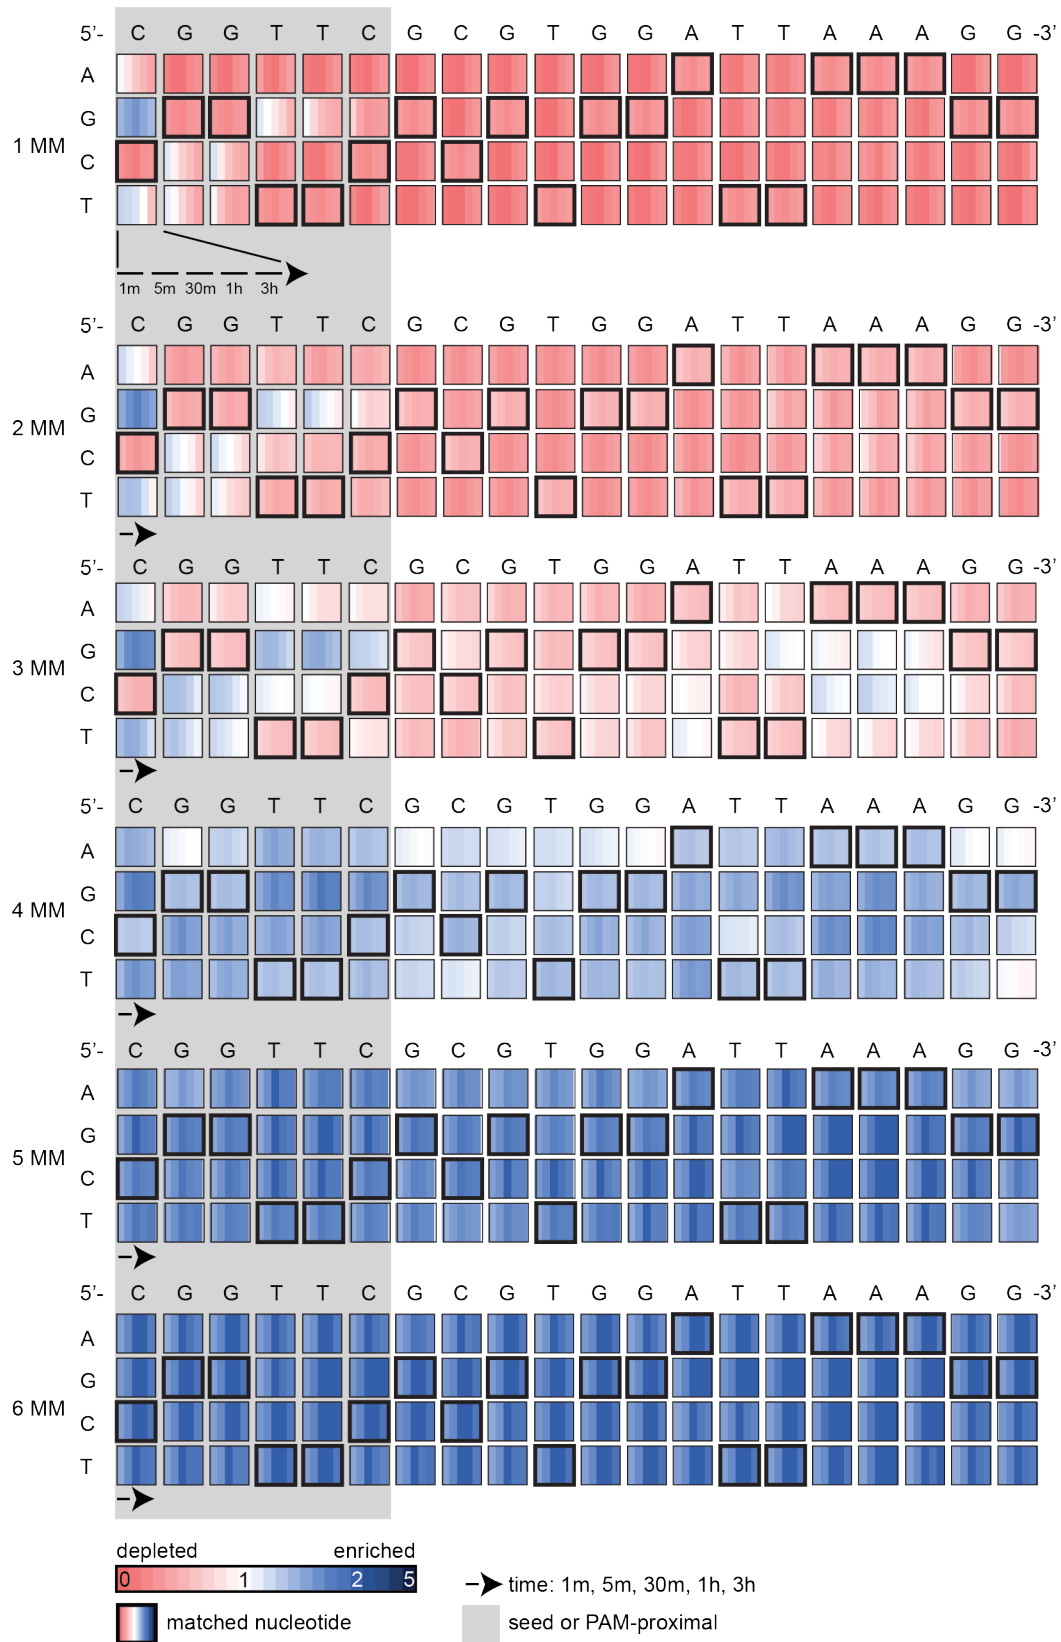 5'- C G G T T C G C G T G G A T T A A A G G -3'
A
G
1 MM
C
T
1m 5m 30m 1h 3h
5'- C G G T T C G C G T G G A T T A A A G G -3'
A
G
2 MM
C
T
5'- C G G T T C G C G T G G A T T A A A G G -3'
A
G
3 MM
C
T
5'- C G G T T C G C G T G G A T T A A A G G -3'
A
G
4 MM
C
T
5'- C G G T T C G C G T G G A T T A A A G G -3'
A
G
5 MM
C
T
5'- C G G T T C G C G T G G A T T A A A G G -3'
A
G
6 MM
C
T
depleted enriched
0 1 2 5
time: 1m, 5m, 30m, 1h, 3h
matched nucleotide
seed or PAM-proximal